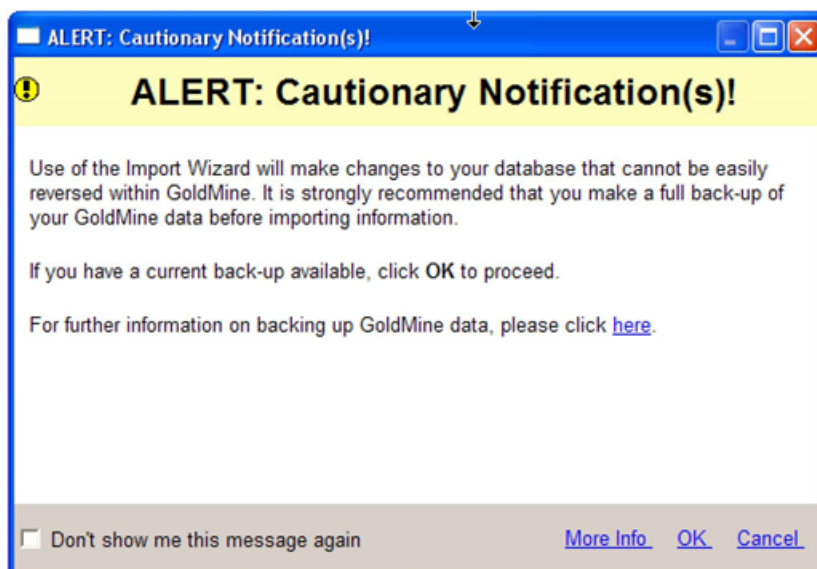 ALERT: Cautionary Notification(s)!
ALERT: Cautionary Notification(s)!
Use of the Import Wizard will make changes to your database that cannot be easily
reversed within GoldMine. It is strongly recommended that you make a full back-up of
your GoldMine data before importing information.
If you have a current back-up available, click OK to proceed.
For further information on backing up GoldMine data, please click here.
Don't show me this message again More Info OK Cancel